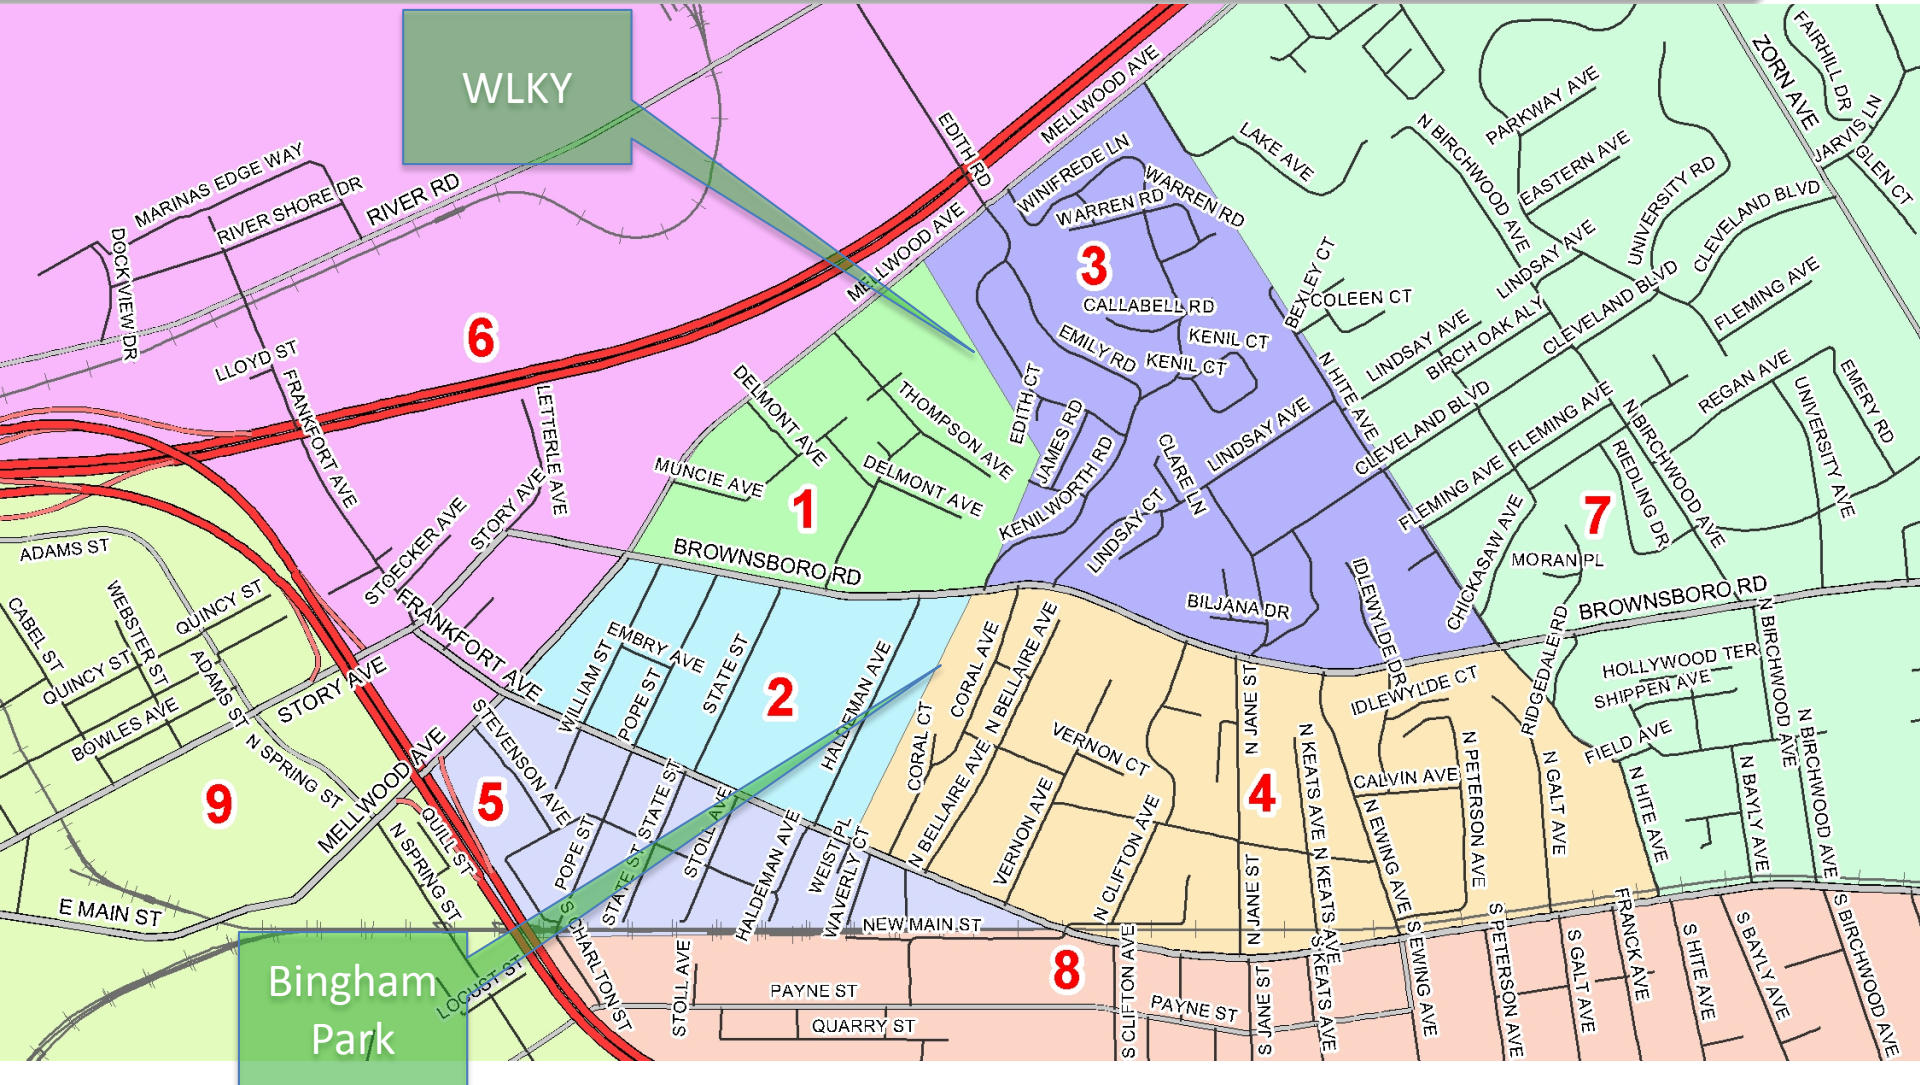 WLKY
MELLWOOD AVE
EDITH RD
ZORN AVE
FAIRHILL DR
JARVIS LN
GLEN CT
PARKWAY AVE
N BIRCHWOOD AVE
EASTERN AVE
LAKE AVE
UNIVERSITY RD
CLEVELAND BLVD
MARINAS EDGE WAY
RIVER SHORE DR
RIVER RD
DOCKVIEW DR
WINIFREDE LN
WARREN RD
WARREN RD
MELLWOOD AVE
3
LINDSAY AVE
BEXLEY CT
COLEEN CT
CALLABELL RD
CLEVELAND BLVD
FLEMING AVE
6
LLOYD ST
FRANKFORT AVE
EMILY RD
KENIL CT
KENIL CT
LINDSAY AVE
BIRCH OAK ALY
N HITE AVE
REGAN AVE
EMERY RD
UNIVERSITY AVE
LETTERLE AVE
DELMONT AVE
THOMPSON AVE
EDITH CT
JAMES RD
CLARE LN
LINDSAY AVE
CLEVELAND BLVD
FLEMING AVE
N BIRCHWOOD AVE
RIEDLING DR
MUNCIE AVE
1
DELMONT AVE
KENILWORTH RD
LINDSAY CT
FLEMING AVE
7
STORY AVE
STOECKER AVE
BROWNSBORO RD
CHICKASAW AVE
MORAN PL
ADAMS ST
IDLEWYLDE DR
BILJANA DR
BROWNSBORO RD
CABEL ST
WEBSTER ST
QUINCY ST
FRANKFORT AVE
EMBRY AVE
WILLIAM ST
POPE ST
STATE ST
2
HALDEMAN AVE
CORAL AVE
N BELLAIRE AVE
RIDGEDALE RD
N BIRCHWOOD AVE
HOLLYWOOD TER
SHIPPEN AVE
QUINCY ST
ADAMS ST
STORY AVE
IDLEWYLDE CT
FIELD AVE
BOWLES AVE
N SPRING ST
STEVENSON AVE
CORAL CT
N BELLAIRE AVE
VERNON CT
N JANE ST
N KEATS AVE
CALVIN AVE
N PETERSON AVE
N GALT AVE
N HITE AVE
N BAYLY AVE
N BIRCHWOOD AVE
9
MELLWOOD AVE
5
4
QUILL ST
N SPRING ST
POPE ST
STATE ST
STATE ST
STOLL AVE
HALDEMAN AVE
WEIST PL
WAVERLY CT
VERNON AVE
N CLIFTON AVE
N JANE ST
N KEATS AVE
N EWING AVE
E MAIN ST
NEW MAIN ST
Bingham
Park
LOCUST ST
S CHARLTON ST
STOLL AVE
8
PAYNE ST
QUARRY ST
S CLIFTON AVE
PAYNE ST
S JANE ST
S KEATS AVE
S EWING AVE
S PETERSON AVE
S GALT AVE
FRANCK AVE
S HITE AVE
S BAYLY AVE
S BIRCHWOOD AVE